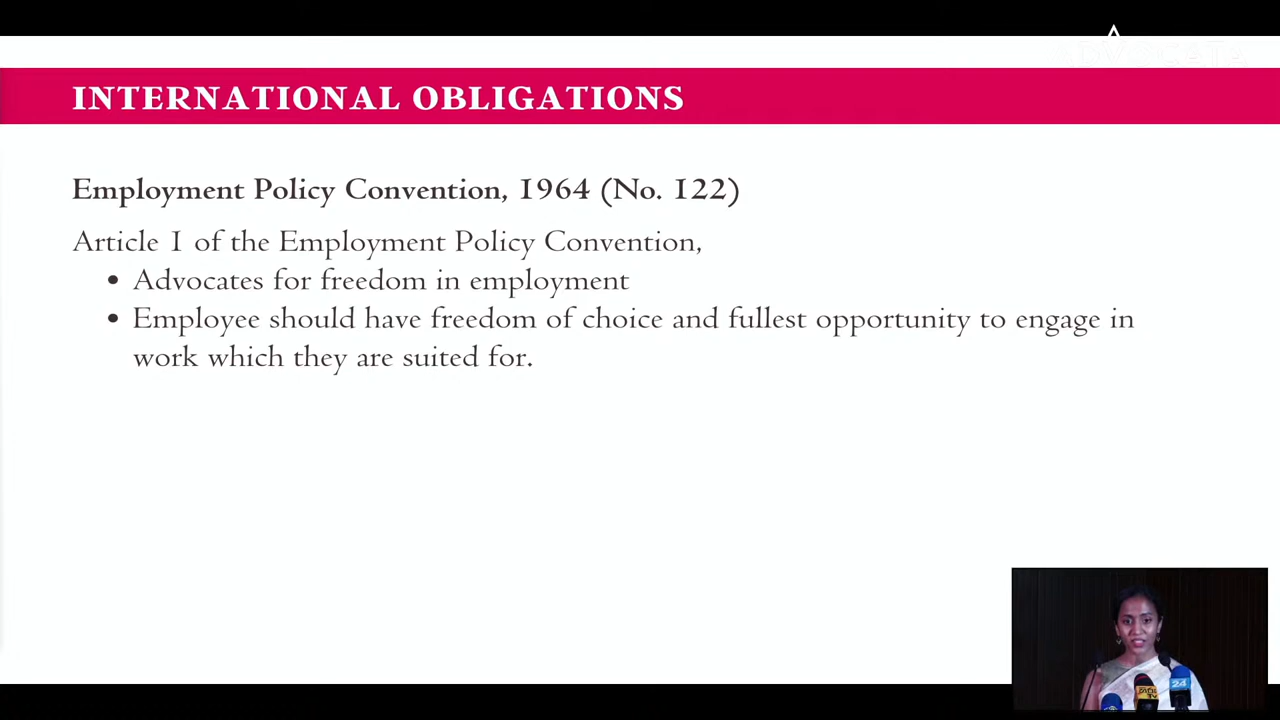 INTERNATIONAL OBLIGATIONS
Employment Policy Convention, 1964 (No. 122)
Article 1 of the Employment Policy Convention,
• Advocates for freedom in employment
• Employee should have freedom of choice and fullest opportunity to engage in
work which they are suited for.
24